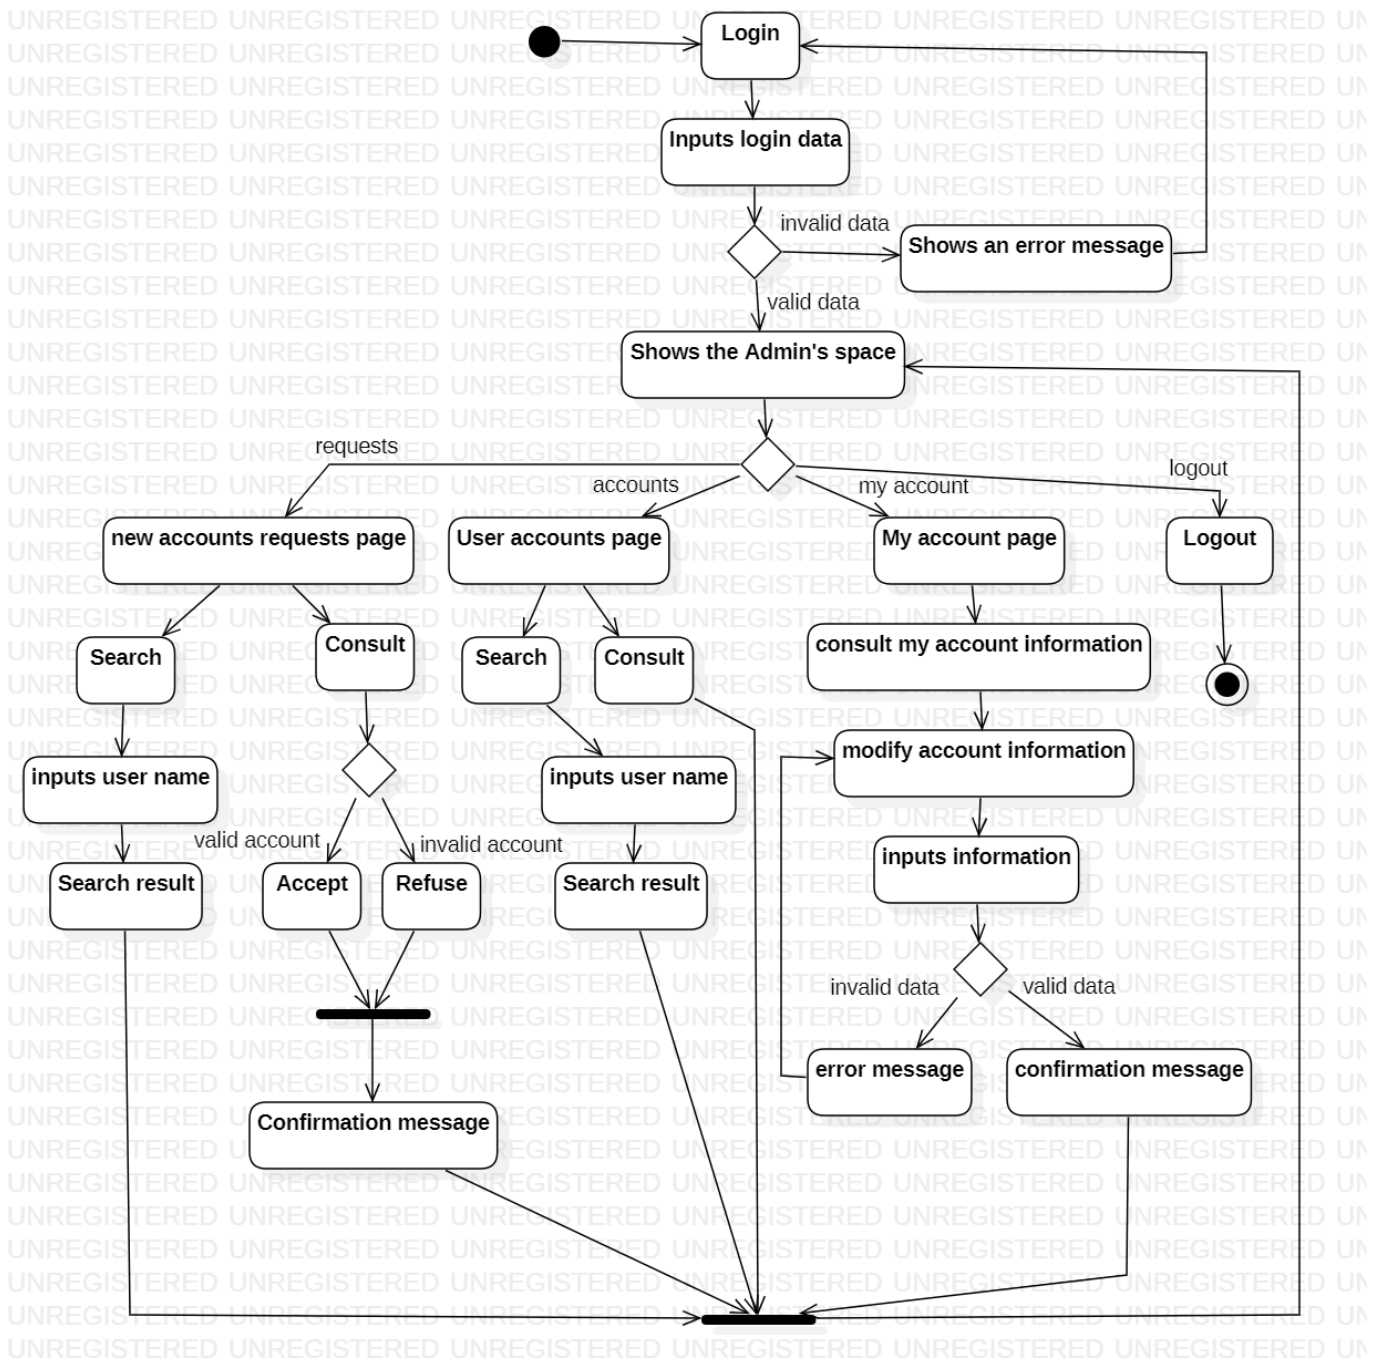 Login
Inputs login data
invalid data
Shows an error message
valid data
Shows the Admin's space
requests
accounts
my account
logout
new accounts requests page
User accounts page
My account page
Logout
Search
Consult
Search
Consult
consult my account information
inputs user name
inputs user name
modify account information
valid account
invalid account
inputs information
Search result
Accept
Refuse
Search result
invalid data
valid data
error message
confirmation message
Confirmation message
UNREGISTERED